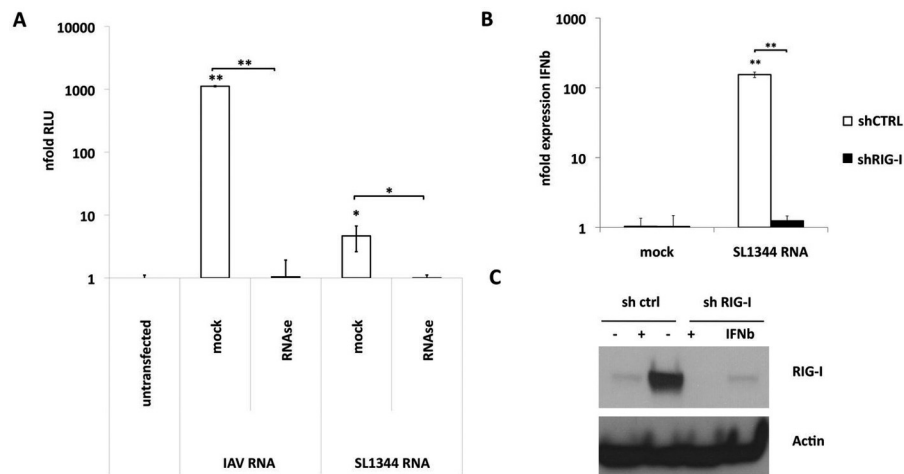 A
10000
1000
100
10
1
nfold RLU
**
**
*
*
untransfected
mock
RNAse
mock
RNAse
IAV RNA
SL1344 RNA
B
1000
100
10
1
nfold expression IFNb
**
**
mock
SL1344 RNA
shCTRL
shRIG-I
C
sh ctrl sh RIG-I
- + - + IFNb
RIG-I
Actin